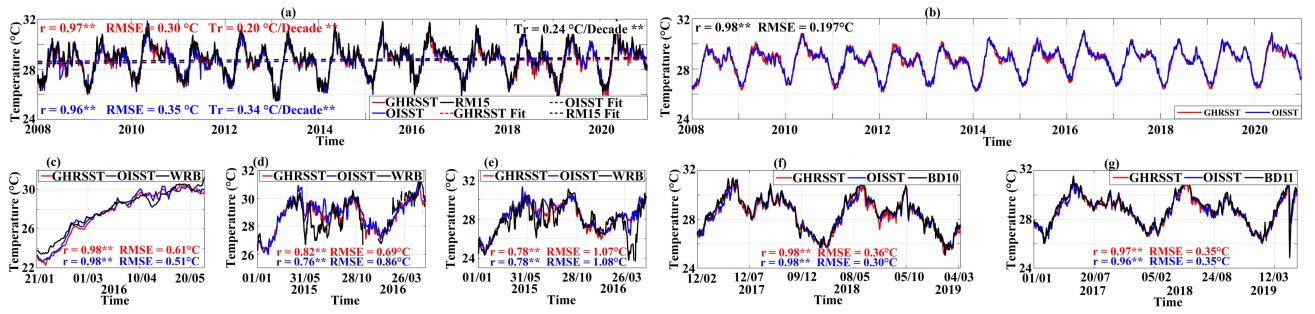 (a)
r = 0.97** RMSE = 0.30 °C Tr = 0.20 °C/Decade ** Tr = 0.24 °C/Decade **
r = 0.96** RMSE = 0.35 °C Tr = 0.34 °C/Decade**
GHRSST RM15 OISST Fit
OISST GHRSST Fit RM15 Fit
Temperature (°C)
32
28
24
2008 2010 2012 2014 2016 2018 2020
Time
(b)
r = 0.98** RMSE = 0.197°C
GHRSST OISST
Temperature (°C)
32
28
24
2008 2010 2012 2014 2016 2018 2020
Time
(c)
GHRSST OISST WRB
r = 0.98** RMSE = 0.61°C
r = 0.98** RMSE = 0.51°C
Temperature (°C)
30
26
22
21/01 01/03 10/04 20/05
2016
Time
(d)
GHRSST OISST WRB
r = 0.82** RMSE = 0.69°C
r = 0.76** RMSE = 0.86°C
Temperature (°C)
32
30
28
26
01/01 31/05 28/10 26/03
2015 2016
Time
(e)
GHRSST OISST WRB
r = 0.78** RMSE = 1.07°C
r = 0.78** RMSE = 1.08°C
Temperature (°C)
32
28
24
01/01 31/05 28/10 26/03
2015 2016
Time
(f)
GHRSST OISST BD10
r = 0.98** RMSE = 0.36°C
r = 0.98** RMSE = 0.30°C
Temperature (°C)
32
28
24
12/02 12/07 09/12 08/05 05/10 04/03
2017 2018 2019
Time
(g)
GHRSST OISST BD11
r = 0.97** RMSE = 0.35°C
r = 0.96** RMSE = 0.35°C
Temperature (°C)
32
28
24
01/01 20/07 05/02 24/08 12/03
2017 2018 2019
Time